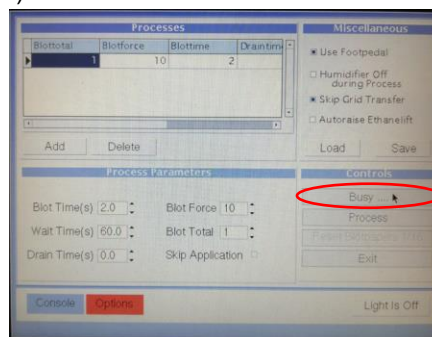 )
Processes
Blottotal Blotforce Blottime Draintim
1 10 2
Add Delete
Miscellaneous
Use Footpedal
Humidifier Off
during Process
Skip Grid Transfer
Autoraise Ethanelift
Load Save
Process Parameters
Blot Time(s) 2.0 Blot Force 10
Wait Time(s) 60.0 Blot Total 1
Drain Time(s) 0.0 Skip Application
Controls
Busy ....
Process
Exit
Console Options
Light Is Off